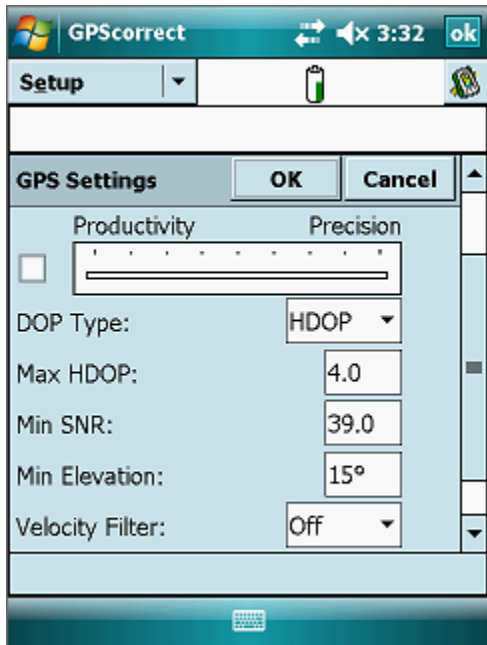 GPScorrect 3:32 ok
Setup
GPS Settings OK Cancel
Productivity Precision
DOP Type: HDOP
Max HDOP: 4.0
Min SNR: 39.0
Min Elevation: 15°
Velocity Filter: Off